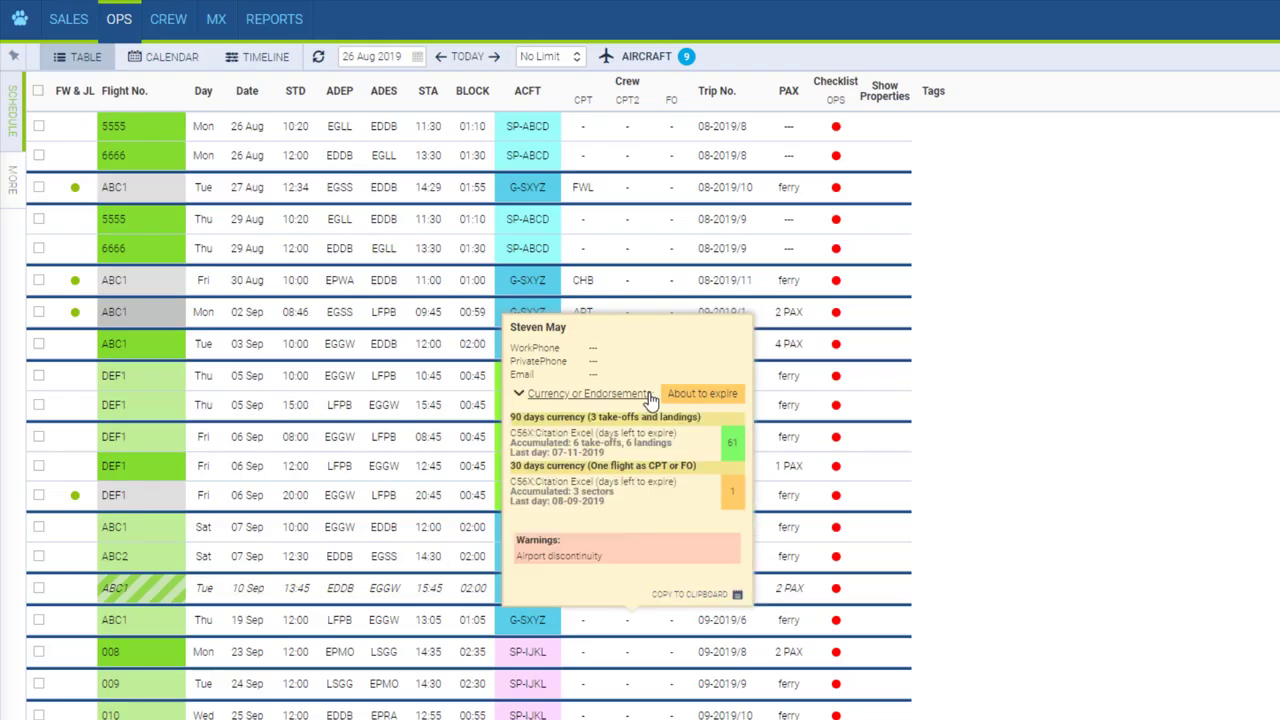 SALES OPS CREW MX REPORTS
TABLE CALENDAR TIMELINE 26 Aug 2019 TODAY No Limit AIRCRAFT 9
SCHEDULE
MORE
FW & JL Flight No. Day Date STD ADEP ADES STA BLOCK ACFT Crew CPT CPT2 FO Trip No. PAX Checklist OPS Show Properties Tags
5555 Mon 26 Aug 10:20 EGLL EDDB 11:30 01:10 SP-ABCD - - - 08-2019/8 ---
6666 Mon 26 Aug 12:00 EDDB EGLL 13:30 01:30 SP-ABCD - - - 08-2019/8 ---
ABC1 Tue 27 Aug 12:34 EGSS EDDB 14:29 01:55 G-SXYZ FWL - - 08-2019/10 ferry
5555 Thu 29 Aug 10:20 EGLL EDDB 11:30 01:10 SP-ABCD - - - 08-2019/9 ---
6666 Thu 29 Aug 12:00 EDDB EGLL 13:30 01:30 SP-ABCD - - - 08-2019/9 ---
ABC1 Fri 30 Aug 10:00 EPWA EDDB 11:00 01:00 G-SXYZ CHB - - 08-2019/11 ferry
ABC1 Mon 02 Sep 08:46 EGSS LFPB 09:45 00:59 G-SXYZ 09-2019/1 2 PAX
ABC1 Tue 03 Sep 10:00 EGGW EDDB 12:00 02:00 4 PAX
DEF1 Thu 05 Sep 10:00 EGGW LFPB 10:45 00:45 ferry
DEF1 Thu 05 Sep 15:00 LFPB EGGW 15:45 00:45 ferry
DEF1 Fri 06 Sep 08:00 EGGW LFPB 08:45 00:45 ferry
DEF1 Fri 06 Sep 12:00 LFPB EGGW 12:45 00:45 1 PAX
DEF1 Fri 06 Sep 20:00 EGGW LFPB 20:45 00:45 ferry
ABC1 Sat 07 Sep 10:00 EGGW EDDB 12:00 02:00 ferry
ABC2 Sat 07 Sep 12:30 EDDB EGSS 14:30 02:00 ferry
ABC1 Tue 10 Sep 13:45 EDDB EGGW 15:45 02:00 2 PAX
ABC1 Thu 19 Sep 12:00 LFPB EGGW 13:05 01:05 G-SXYZ - - - 09-2019/6 ferry
008 Mon 23 Sep 12:00 EPMO LSGG 14:35 02:35 SP-IJKL - - - 09-2019/8 2 PAX
009 Tue 24 Sep 12:00 LSGG EPMO 14:30 02:30 SP-IJKL - - - 09-2019/9 ferry
010 Wed 25 Sep 12:00 EDDB EPRA 12:55 00:55 SP-IJKL - - - 09-2019/10 ferry
Steven May
WorkPhone ---
PrivatePhone ---
Email ---
Currency or Endorsements About to expire
90 days currency (3 take-offs and landings)
C56X:Citation Excel (days left to expire)
Accumulated: 6 take-offs, 6 landings 61
Last day: 07-11-2019
30 days currency (One flight as CPT or FO)
C56X:Citation Excel (days left to expire)
Accumulated: 3 sectors 1
Last day: 08-09-2019
Warnings:
Airport discontinuity
COPY TO CLIPBOARD